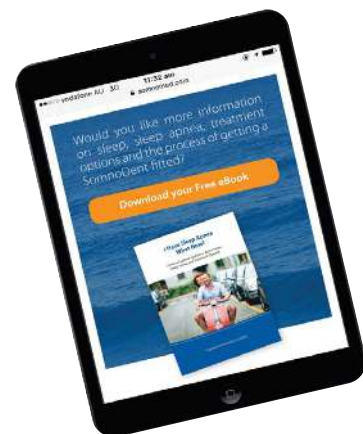 vodafone AU 3G 11:32 am
somnomed.com
Would you like more information
on sleep, sleep apnea, treatment
options and the process of getting a
SomnoDent fitted?
Download your Free eBook
I Have Sleep Apnea
What Now?